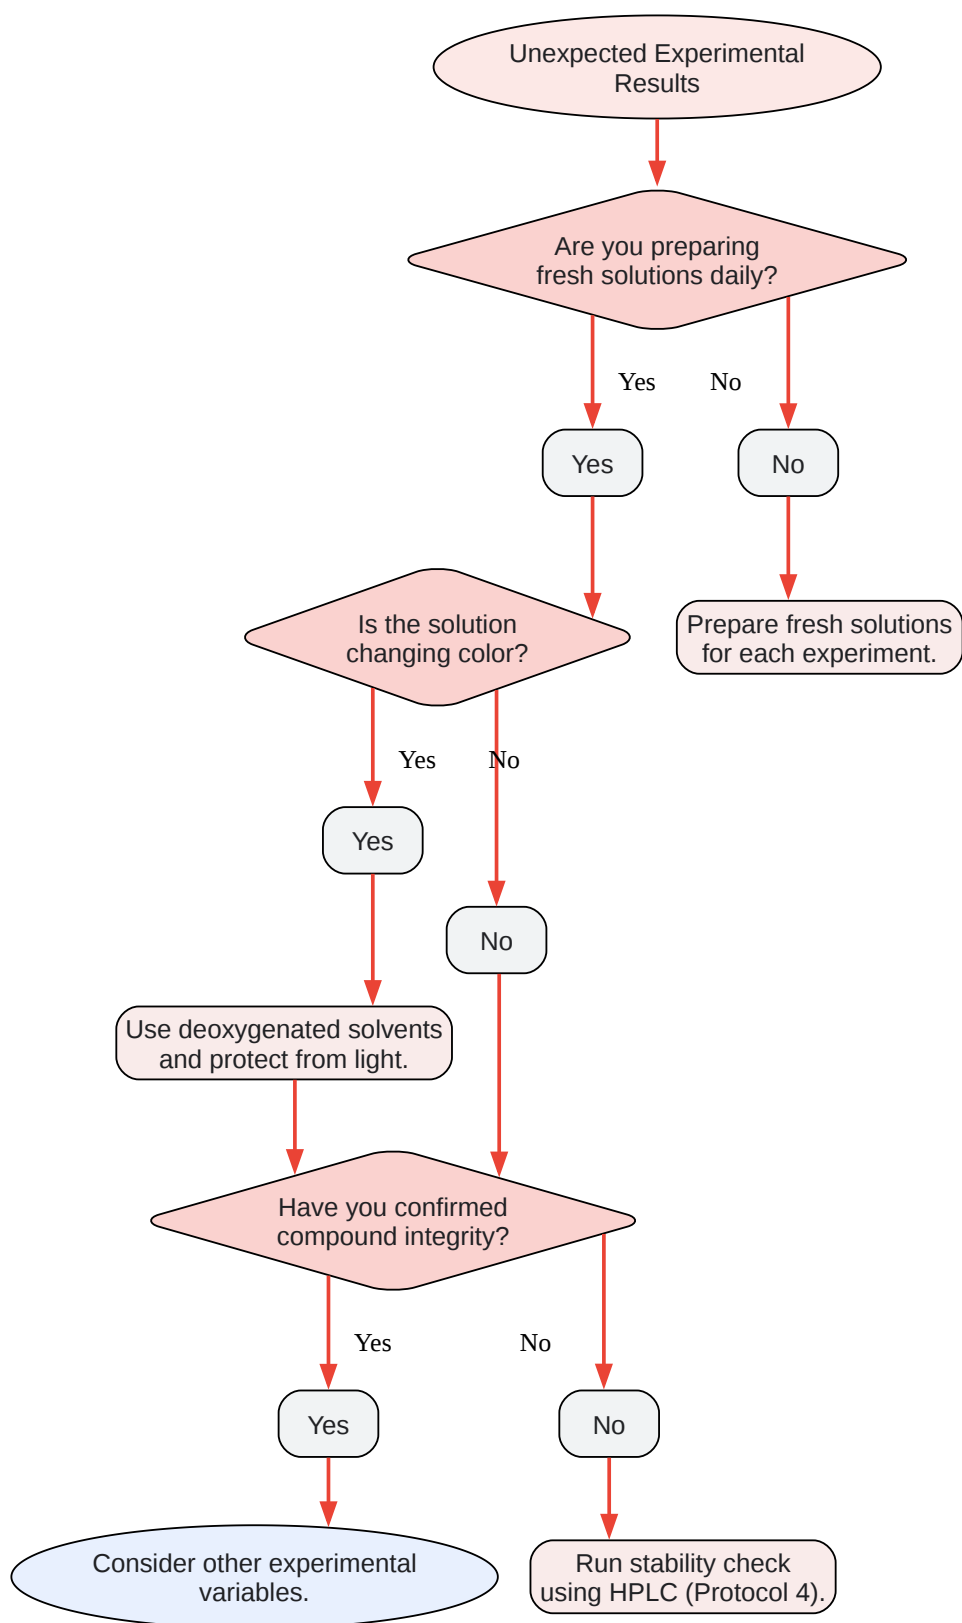 Unexpected Experimental
Results
Are you preparing
fresh solutions daily?
Yes
No
Yes
No
Is the solution
changing color?
Prepare fresh solutions
for each experiment.
Yes
No
Yes
No
Use deoxygenated solvents
and protect from light.
Have you confirmed
compound integrity?
Yes
No
Yes
No
Consider other experimental
variables.
Run stability check
using HPLC (Protocol 4).